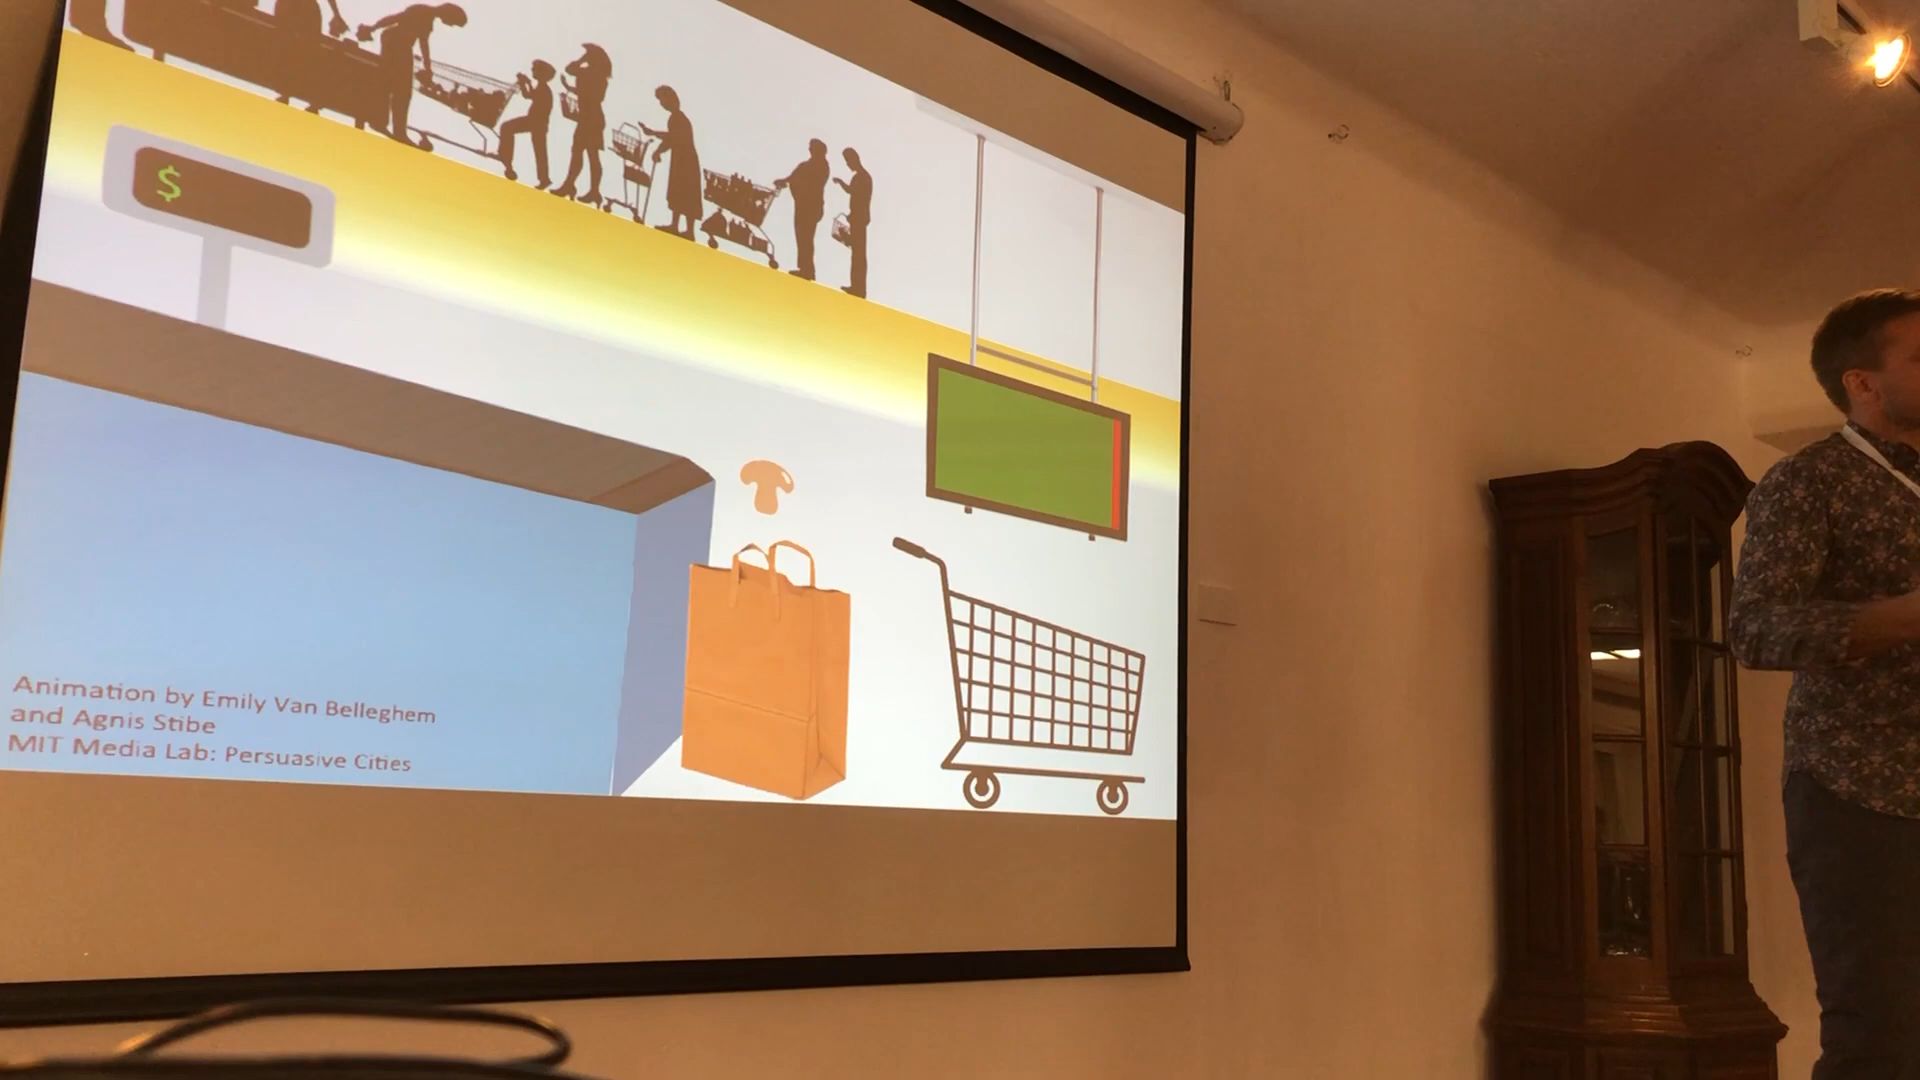 $
Animation by Emily Van Belleghem
and Agnis Stibe
MIT Media Lab: Persuasive Cities